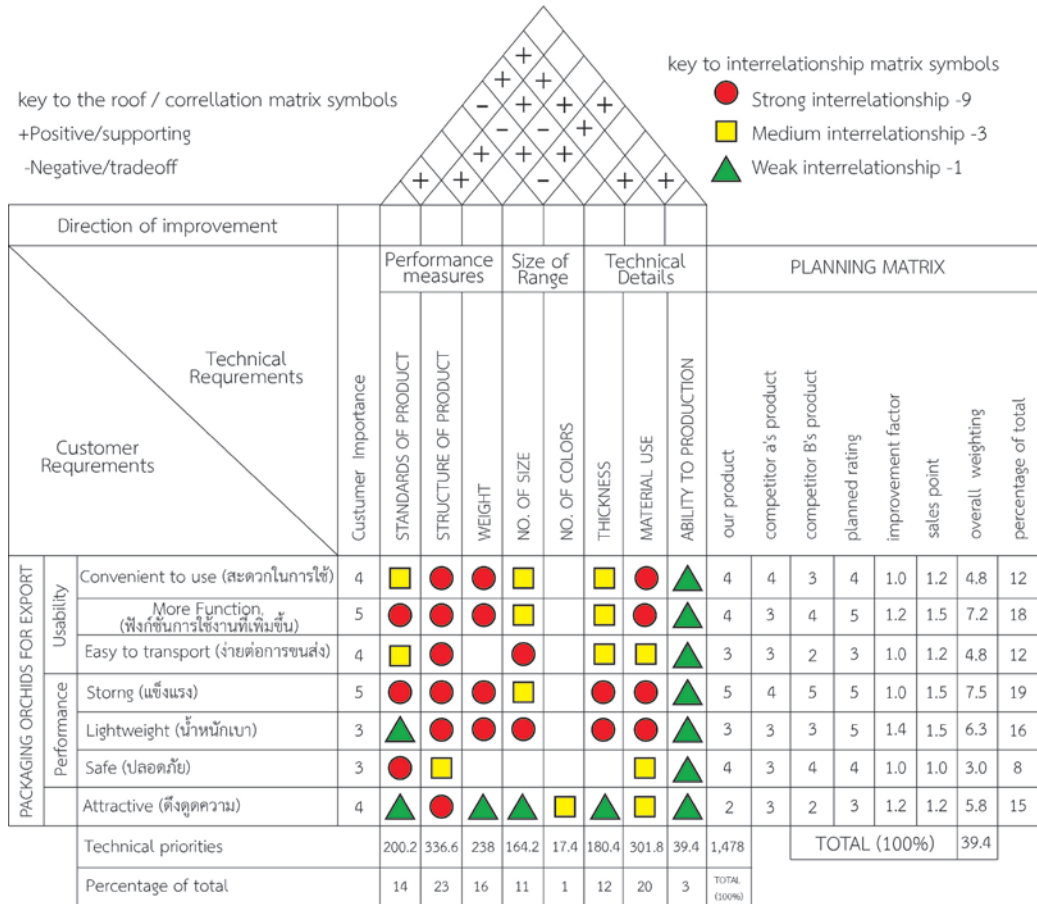 key to the roof / correllation matrix symbols
+Positive/supporting
-Negative/tradeoff
key to interrelationship matrix symbols
Strong interrelationship -9
Medium interrelationship -3
Weak interrelationship -1
+
+ +
- + + +
- - +
+ + +
+ + - + +
Direction of improvement
Performance measures
Size of Range
Technical Details
PLANNING MATRIX
Technical
Requrements
Customer
Requrements
Custumer Importance
STANDARDS OF PRODUCT
STRUCTURE OF PRODUCT
WEIGHT
NO. OF SIZE
NO. OF COLORS
THICKNESS
MATERIAL USE
ABILITY TO PRODUCTION
our product
competitor a's product
competitor B's product
planned rating
improvement factor
sales point
overall weighting
percentage of total
PACKAGING ORCHIDS FOR EXPORT
Usability
Convenient to use (สะดวกในการใช้) 4 4 4 3 4 1.0 1.2 4.8 12
More Function.
(ฟังก์ชันการใช้งานที่เพิ่มขึ้น) 5 4 3 4 5 1.2 1.5 7.2 18
Easy to transport (ง่ายต่อการขนส่ง) 4 3 3 2 3 1.0 1.2 4.8 12
Performance
Storng (แข็งแรง) 5 5 4 5 5 1.0 1.5 7.5 19
Lightweight (น้ำหนักเบา) 3 3 3 3 5 1.4 1.5 6.3 16
Safe (ปลอดภัย) 3 4 3 4 4 1.0 1.0 3.0 8
Attractive (ดึงดูดความ) 4 2 3 2 3 1.2 1.2 5.8 15
Technical priorities 200.2 336.6 238 164.2 17.4 180.4 301.8 39.4 1,478 TOTAL (100%) 39.4
Percentage of total 14 23 16 11 1 12 20 3 TOTAL
(100%)